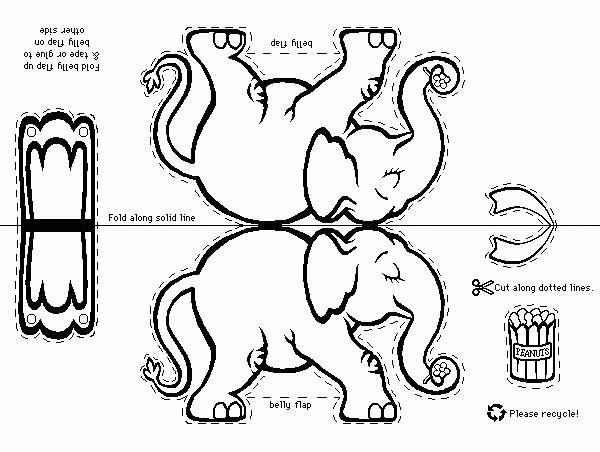 Fold belly flap up
& tape or glue to
belly flap on
other side
belly flap
Fold along solid line
Cut along dotted lines.
PEANUTS
belly flap
Please recycle!